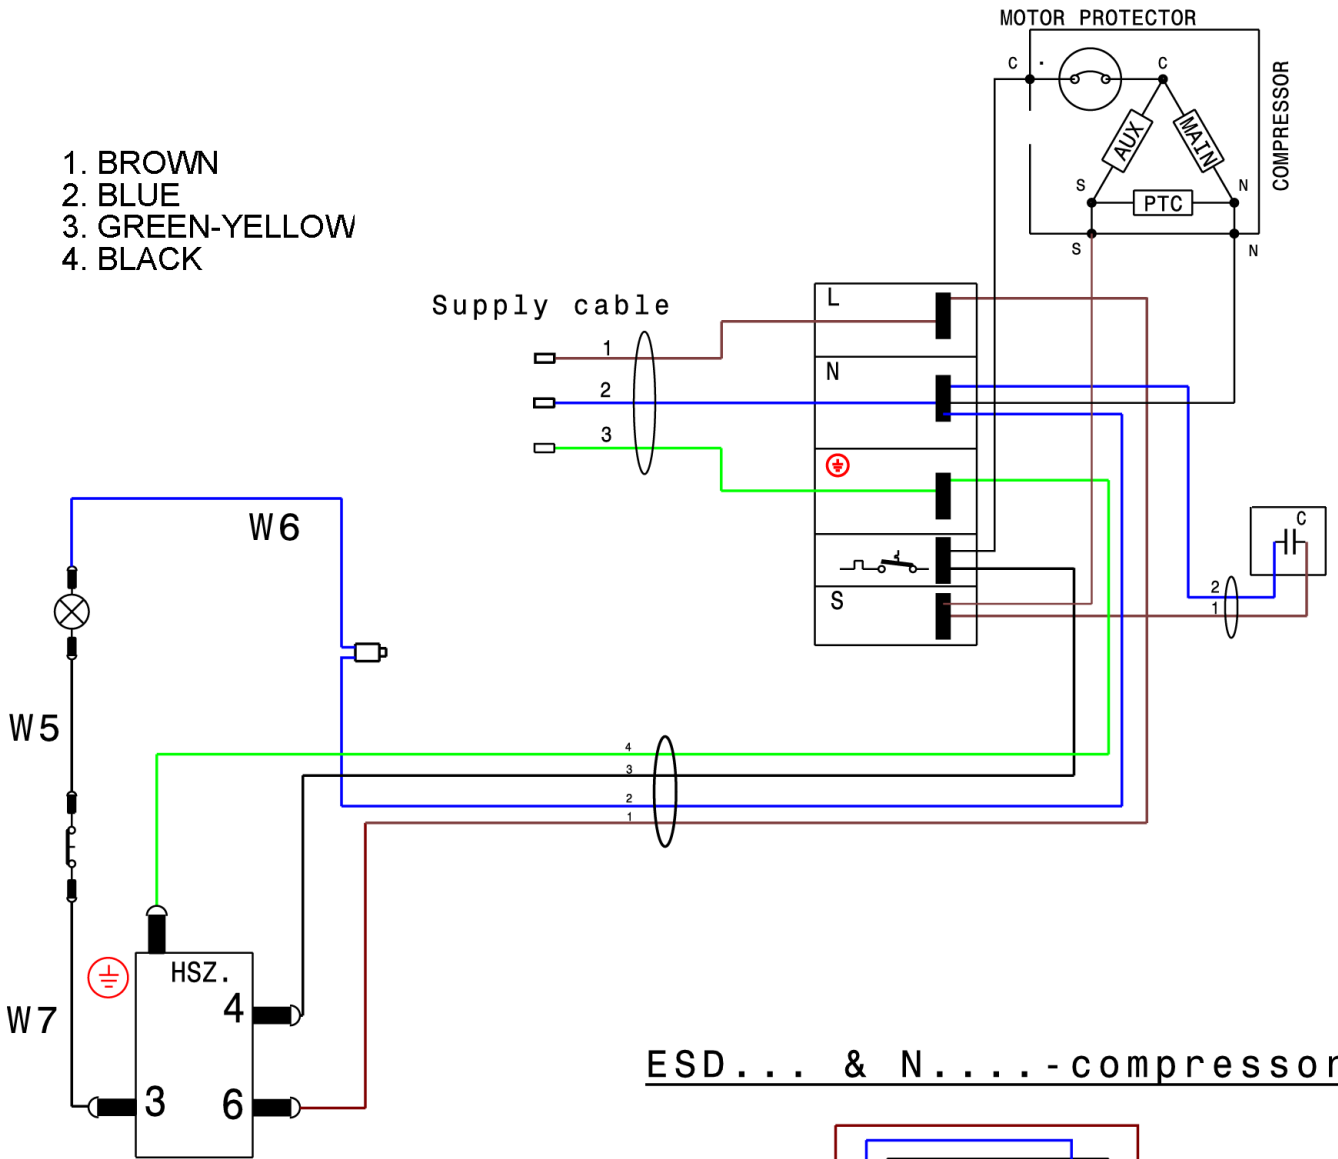 MOTOR PROTECTOR
C .
C
COMPRESSOR
AUX
MAIN
S
N
PTC
S
N
1. BROWN
2. BLUE
3. GREEN-YELLOW
4. BLACK
Supply cable
1
2
3
L
N
S
C
2
1
W6
W5
4
3
2
1
HSZ.
4
W7
3
6
ESD... & N....-compressor